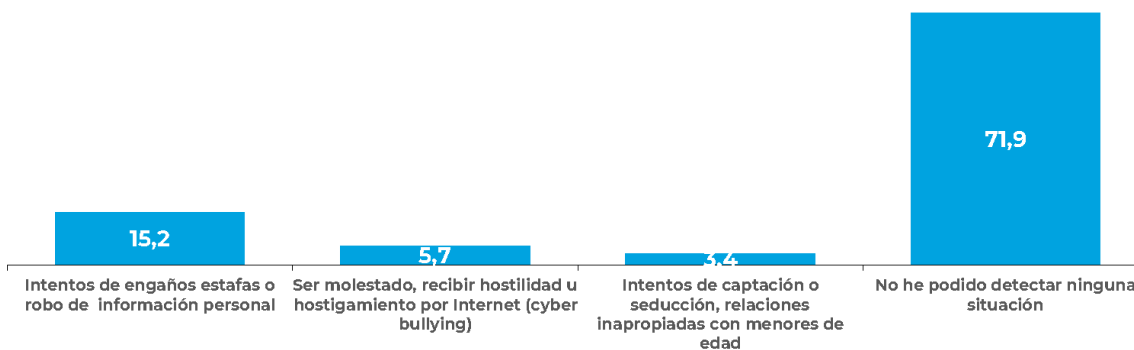 71,9
15,2
5,7
3,4
Intentos de engaños estafas o
robo de información personal
Ser molestado, recibir hostilidad u
hostigamiento por Internet (cyber
bullying)
Intentos de captación o
seducción, relaciones
inapropiadas con menores de
edad
No he podido detectar ninguna
situación